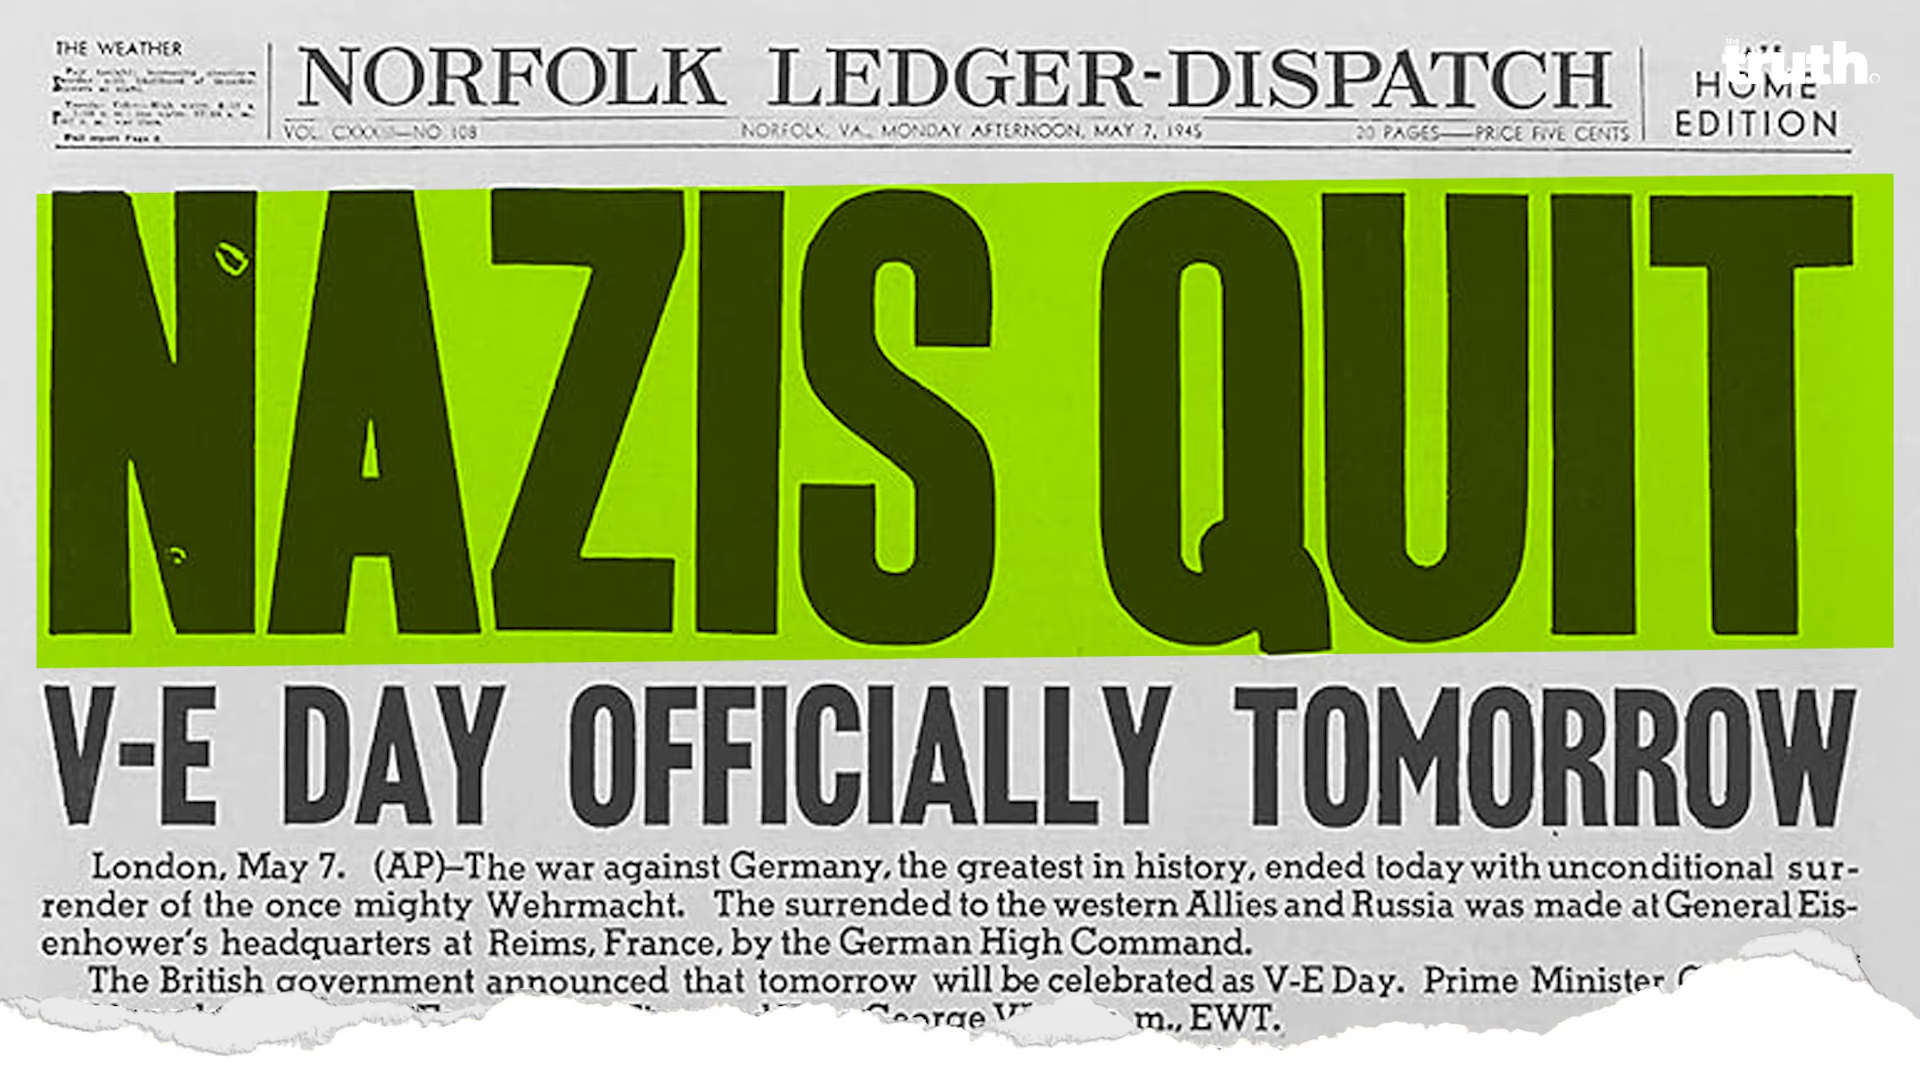 THE WEATHER
NORFOLK LEDGER-DISPATCH
the truth.
HOME
EDITION
NO 108
NORFOLK, VA., MONDAY AFTERNOON, MAY 7, 1945
20 PAGES—PRICE FIVE CENTS
NAZIS QUIT
V-E DAY OFFICIALLY TOMORROW
London, May 7. (AP)—The war against Germany, the greatest in history, ended today with unconditional sur-
render of the once mighty Wehrmacht. The surrended to the western Allies and Russia was made at General Eis-
enhower's headquarters at Reims, France, by the German High Command.
The British government announced that tomorrow will be celebrated as V-E Day. Prime Minister
George m., EWT.